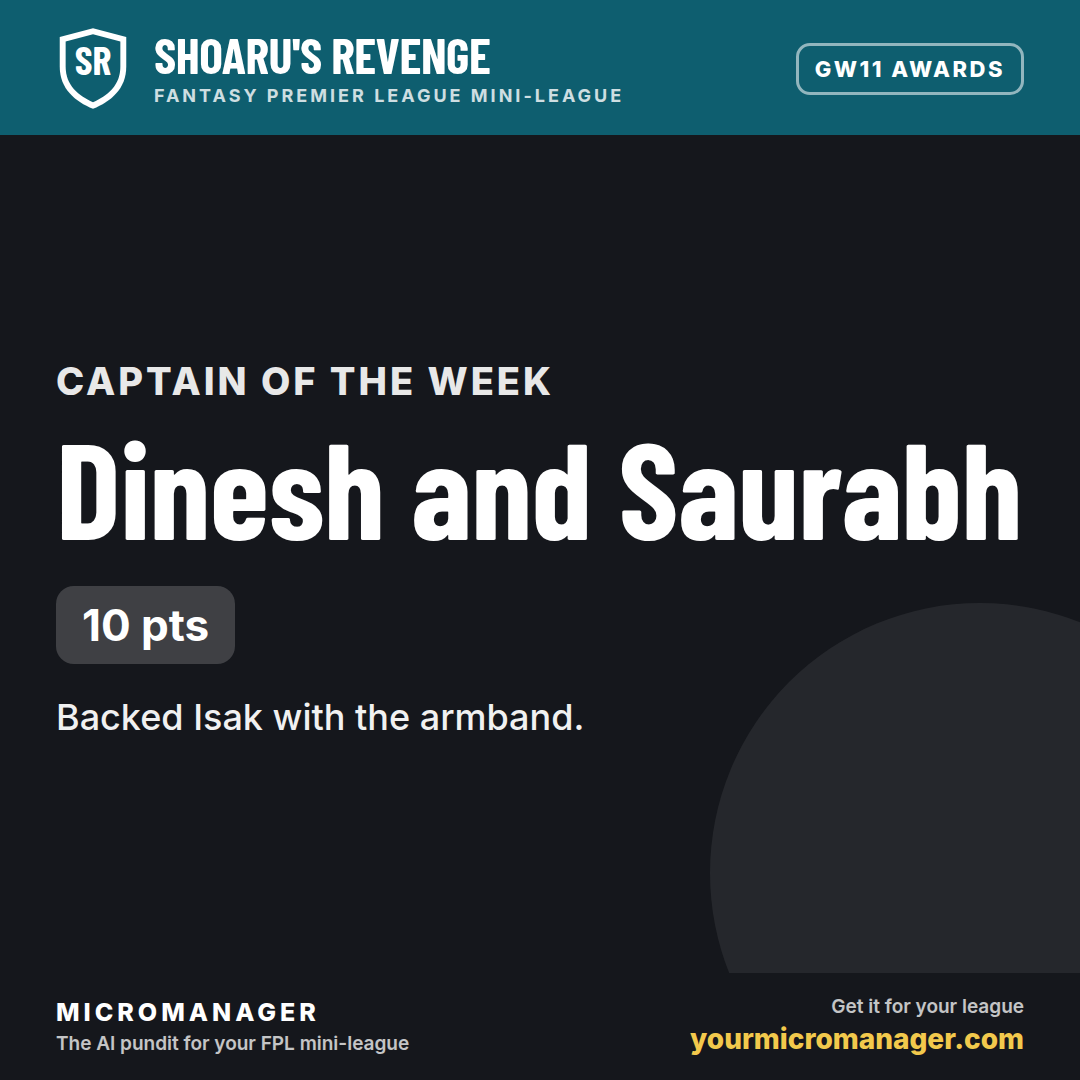 SR
SHOARU'S REVENGE
FANTASY PREMIER LEAGUE MINI-LEAGUE
GW11 AWARDS
CAPTAIN OF THE WEEK
Dinesh and Saurabh
10 pts
Backed Isak with the armband.
MICROMANAGER
The AI pundit for your FPL mini-league
Get it for your league
yourmicromanager.com